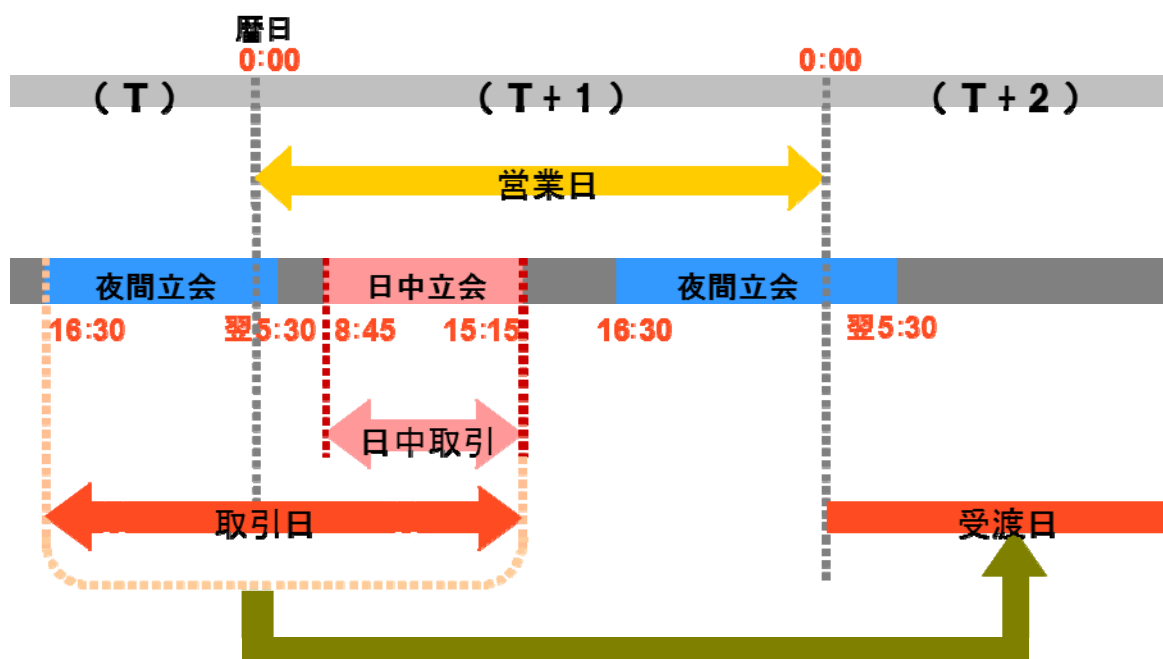 暦日
0:00 0:00
(T) (T+1) (T+2)
営業日
夜間立会 日中立会 夜間立会
16:30 翌5:30 8:45 15:15 16:30 翌5:30
日中取引
取引日 受渡日